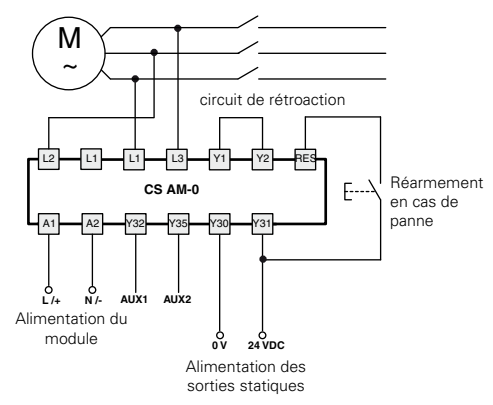 M
~
circuit de rétroaction
L2 L1 L1 L3 Y1 Y2 RES
CS AM-0
Réarmement
en cas de
panne
A1 A2 Y32 Y35 Y30 Y31
L /+ N /- AUX1 AUX2
Alimentation du
module
0 V 24 VDC
Alimentation des
sorties statiques